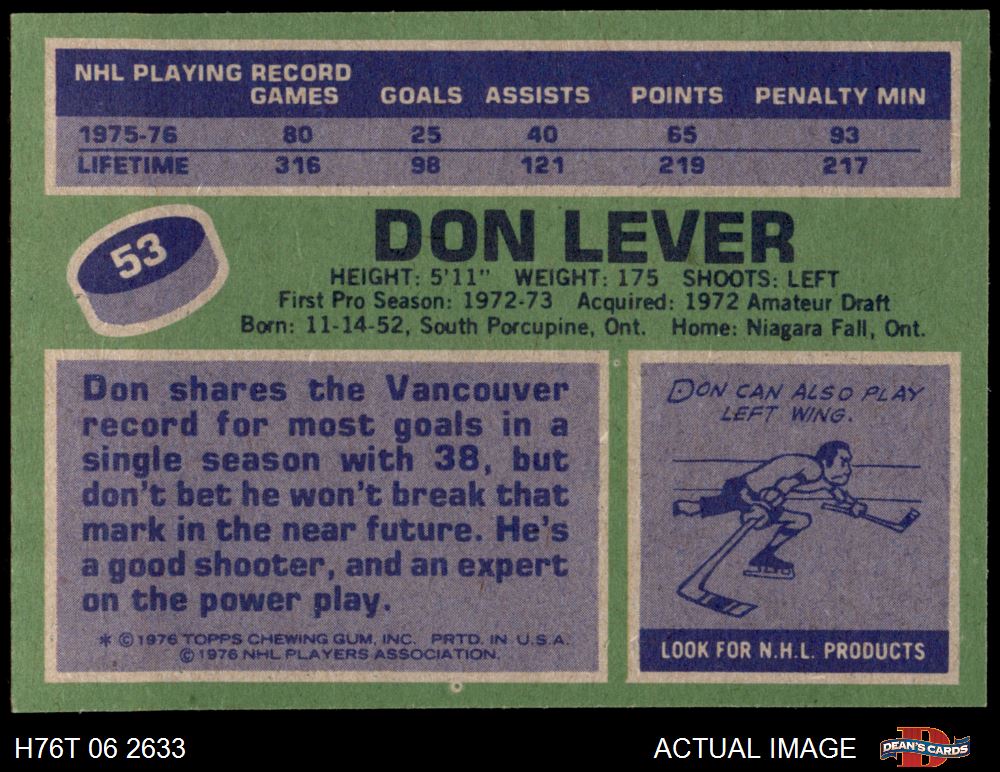 NHL PLAYING RECORD
GAMES GOALS ASSISTS POINTS PENALTY MIN
1975-76 80 25 40 65 93
LIFETIME 316 98 121 219 217
53
DON LEVER
HEIGHT: 5'11" WEIGHT: 175 SHOOTS: LEFT
First Pro Season: 1972-73 Acquired: 1972 Amateur Draft
Born: 11-14-52, South Porcupine, Ont. Home: Niagara Fall, Ont.
Don shares the Vancouver
record for most goals in a
single season with 38, but
don't bet he won't break that
mark in the near future. He's
a good shooter, and an expert
on the power play.
* © 1976 TOPPS CHEWING GUM, INC. PRTD. IN U.S.A.
© 1976 NHL PLAYERS ASSOCIATION.
DON CAN ALSO PLAY
LEFT WING.
LOOK FOR N.H.L. PRODUCTS
H76T 06 2633
ACTUAL IMAGE
D
DEAN'S CARDS